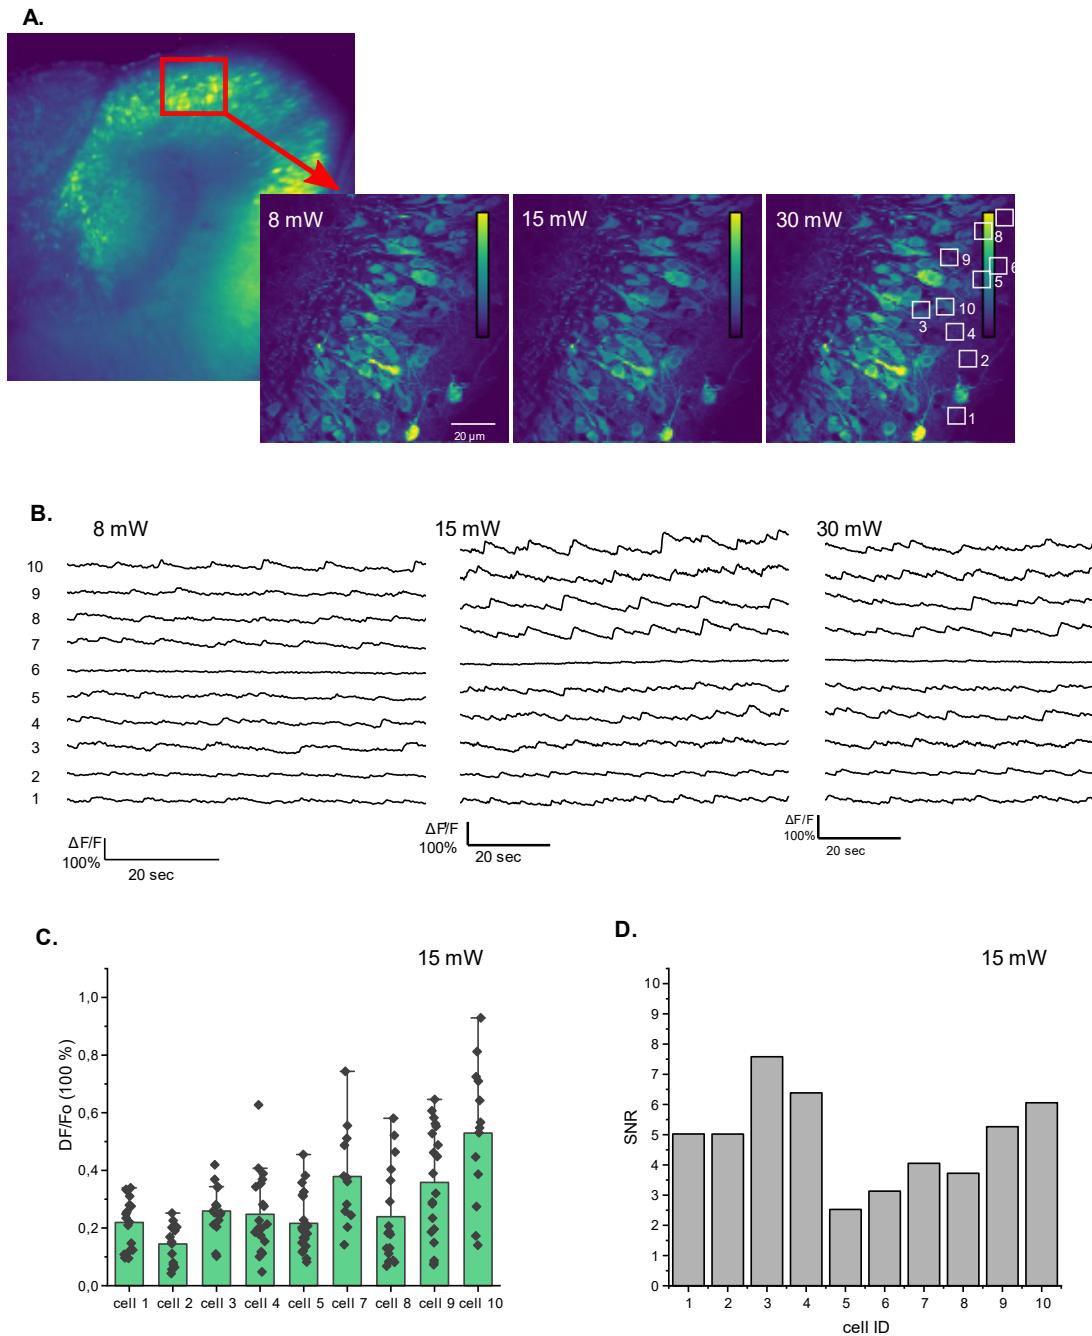 A.
8 mW
15 mW
30 mW
8
9
6
5
10
3
4
2
1
20 µm
B.
8 mW
15 mW
30 mW
10
9
8
7
6
5
4
3
2
1
ΔF/F
100%
20 sec
ΔF/F
100%
20 sec
ΔF/F
100%
20 sec
C.
15 mW
DF/Fo (100 %)
1,0
0,8
0,6
0,4
0,2
0,0
cell 1 cell 2 cell 3 cell 4 cell 5 cell 7 cell 8 cell 9 cell 10
D.
15 mW
SNR
10
9
8
7
6
5
4
3
2
1
0
1 2 3 4 5 6 7 8 9 10
cell ID